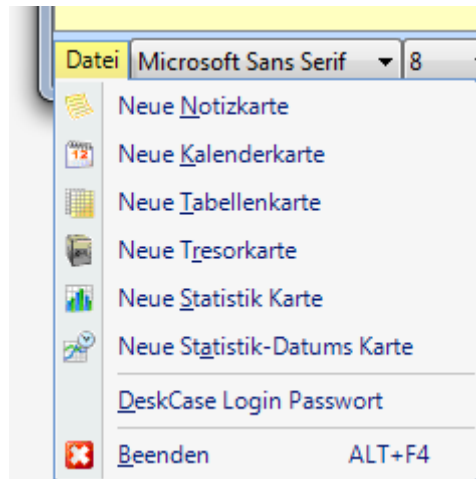 Datei Microsoft Sans Serif 8
Neue Notizkarte
12 Neue Kalenderkarte
Neue Tabellenkarte
Neue Tresorkarte
Neue Statistik Karte
Neue Statistik-Datums Karte
DeskCase Login Passwort
Beenden ALT+F4